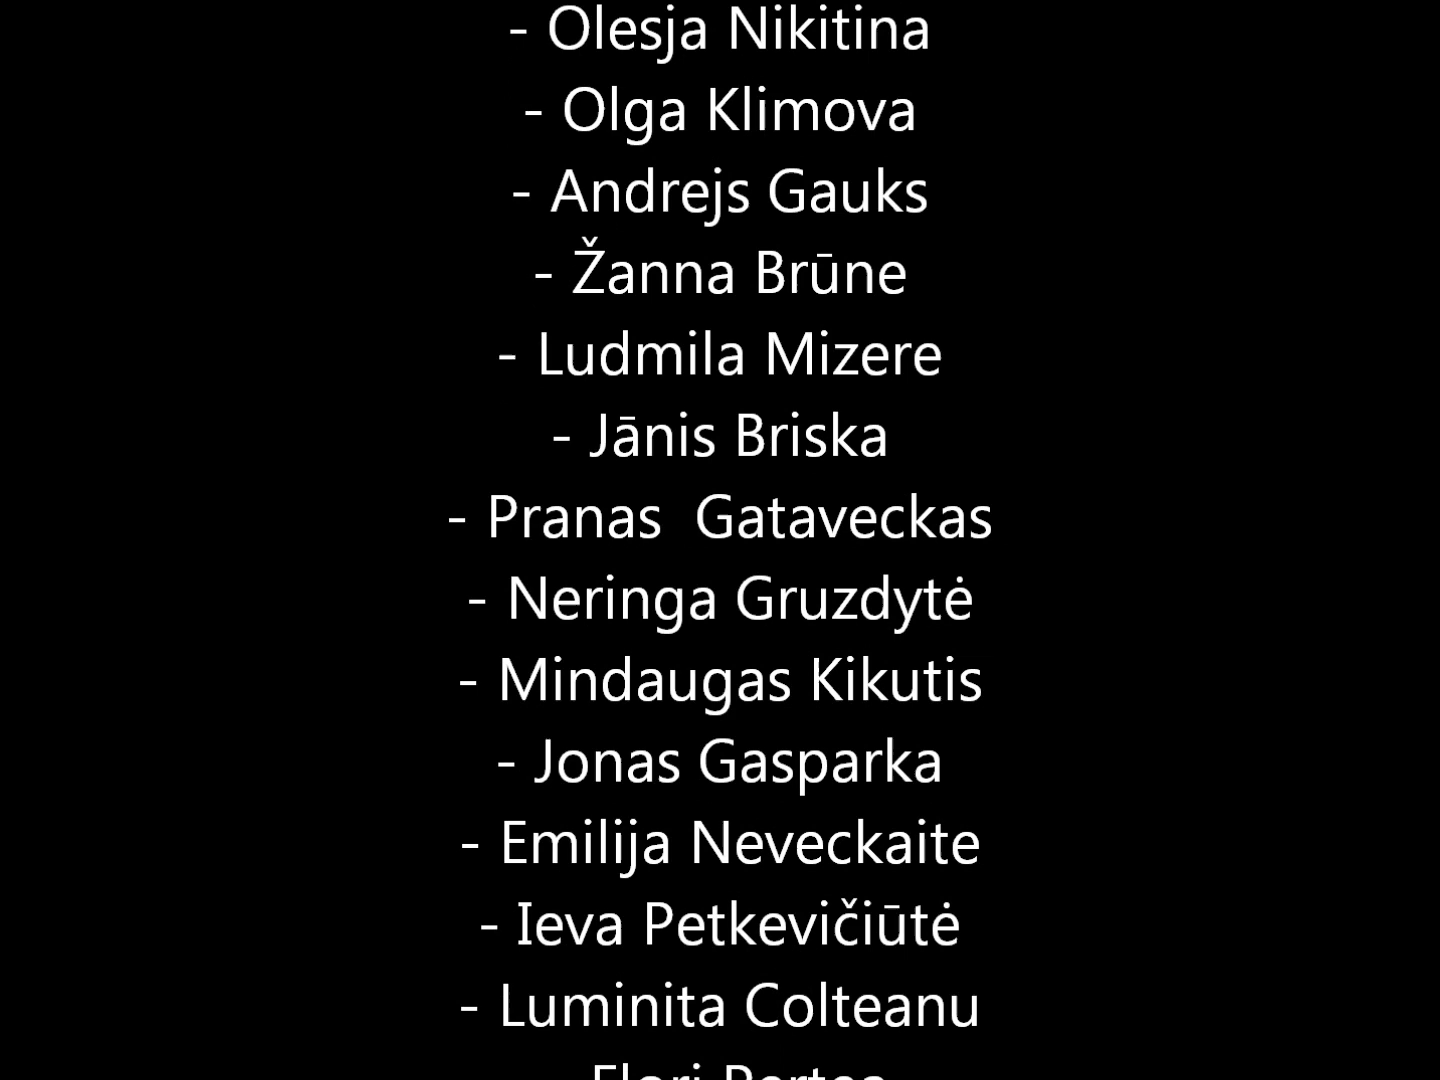 - Olesja Nikitina
- Olga Klimova
- Andrejs Gauks
- Žanna Brūne
- Ludmila Mizere
- Jānis Briska
- Pranas  Gataveckas
- Neringa Gruzdytė
- Mindaugas Kikutis
- Jonas Gasparka
- Emilija Neveckaite
- Ieva Petkevičiūtė
- Luminita Colteanu